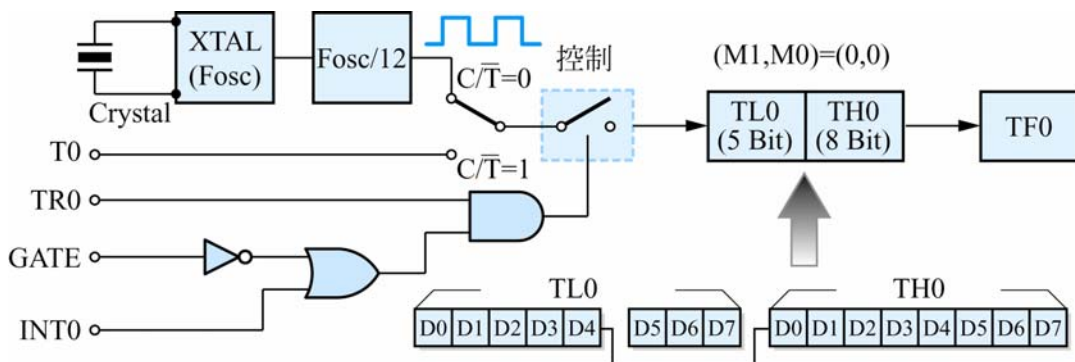 XTAL
(Fosc)
Fosc/12
Crystal
C/T̅=0
控制
(M1,M0)=(0,0)
TL0
(5 Bit)
TH0
(8 Bit)
TF0
T0
C/T̅=1
TR0
GATE
INT0
TL0
TH0
D0 D1 D2 D3 D4 D5 D6 D7
D0 D1 D2 D3 D4 D5 D6 D7